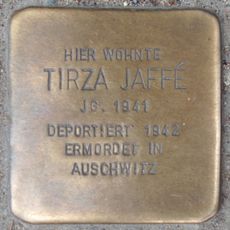 HIER WOHNTE
TIRZA JAFFÉ
JG. 1941
DEPORTIERT 1942
ERMORDET IN
AUSCHWITZ